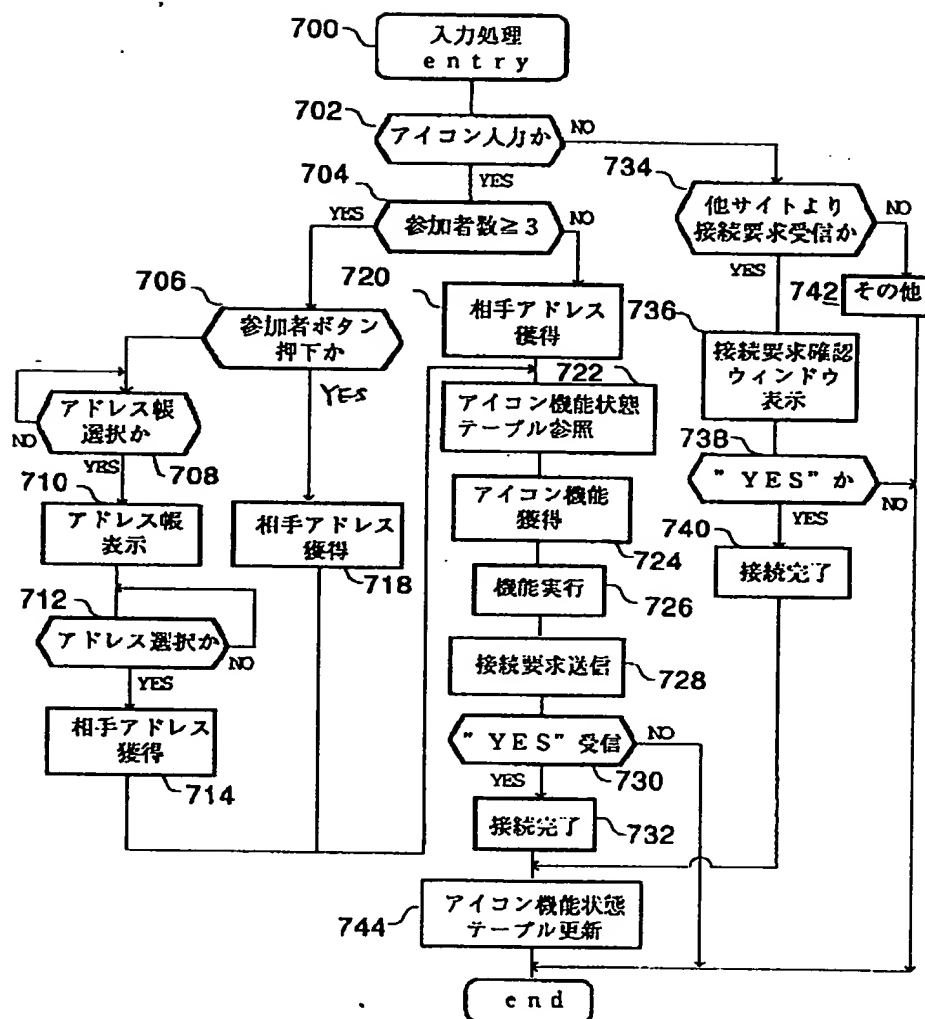 700
入力処理
entry
702
アイコン入力か
NO
YES
704
参加者数≧3
YES
NO
706
参加者ボタン
押下か
YES
アドレス帳
選択か
NO
YES
708
710
アドレス帳
表示
712
アドレス選択か
NO
YES
相手アドレス
獲得
714
相手アドレス
獲得
718
720
相手アドレス
獲得
722
アイコン機能状態
テーブル参照
アイコン機能
獲得
724
機能実行
726
接続要求送信
728
"YES"受信
NO
730
YES
接続完了
732
734
他サイトより
接続要求受信か
NO
YES
742
その他
736
接続要求確認
ウィンドウ
表示
738
"YES"か
NO
YES
740
接続完了
744
アイコン機能状態
テーブル更新
end